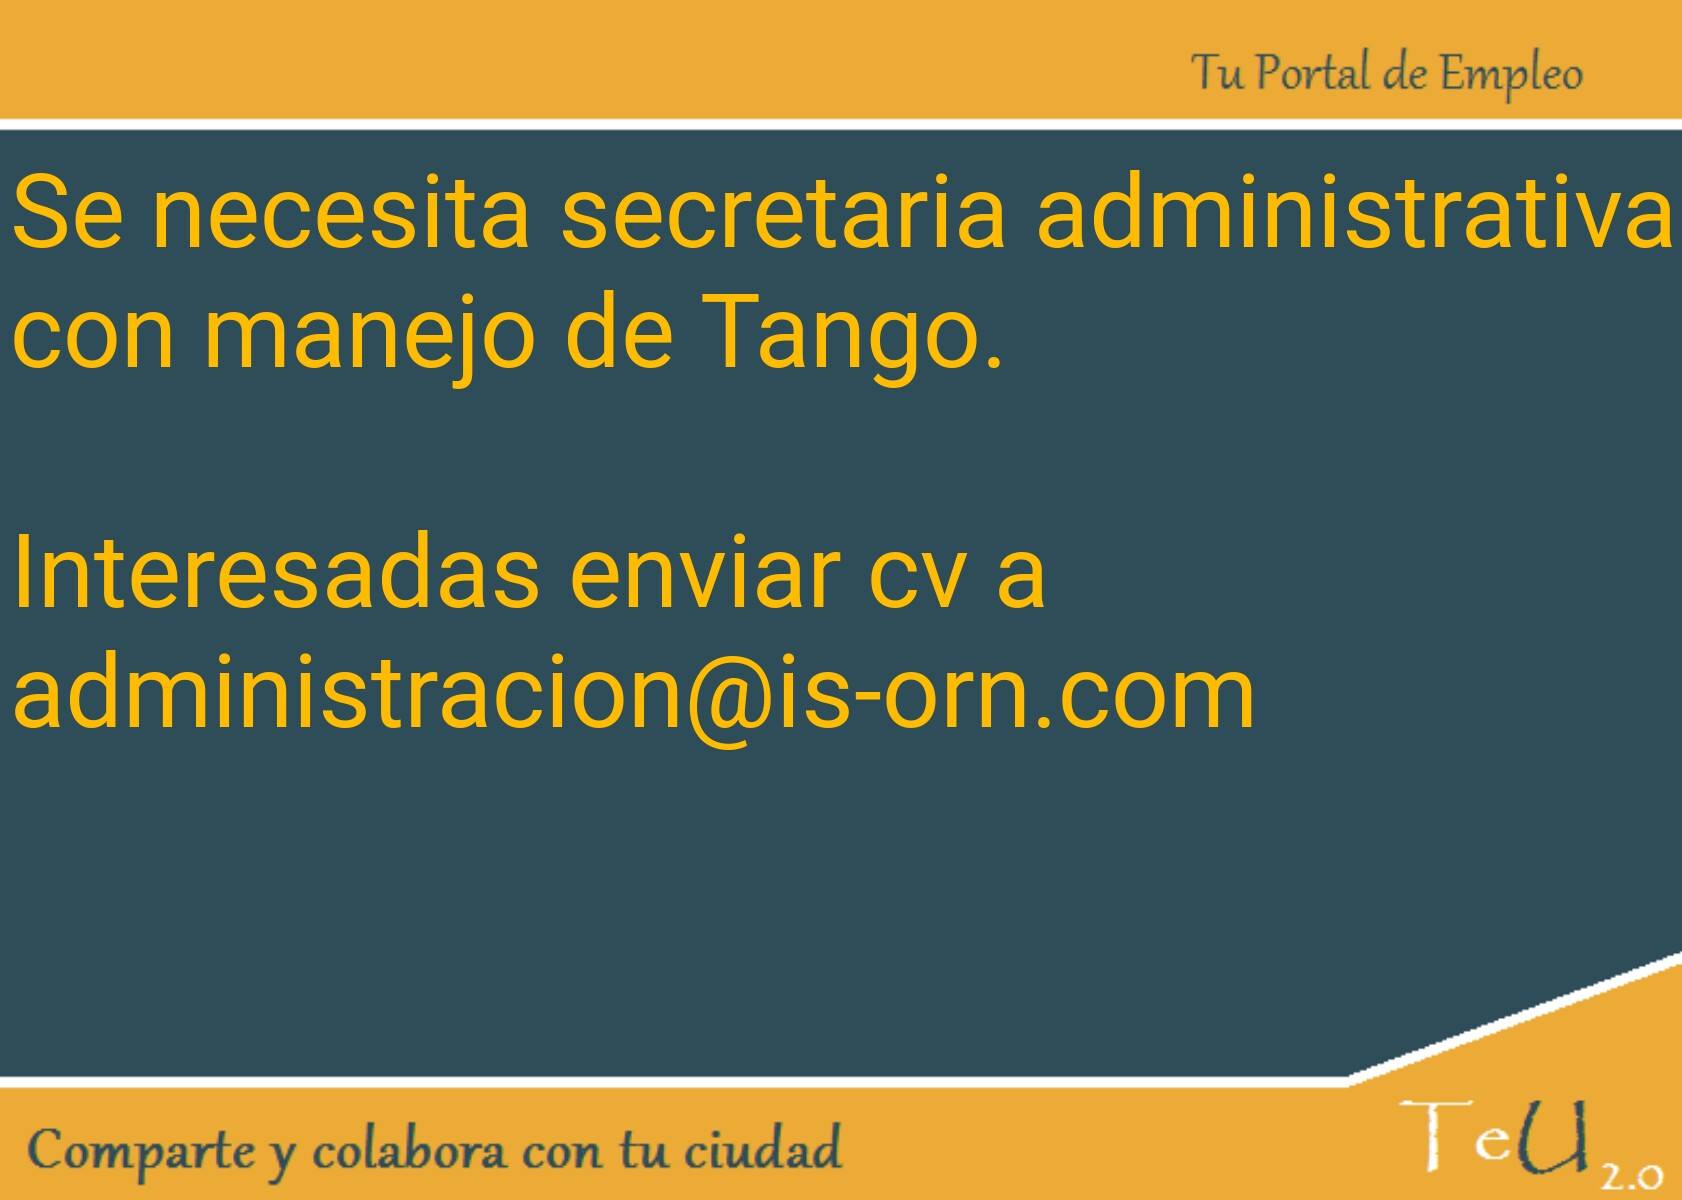 Tu Portal de Empleo
Se necesita secretaria administrativa
con manejo de Tango.
Interesadas enviar cv a
administracion@is-orn.com
Comparte y colabora con tu ciudad
TeU 2.0